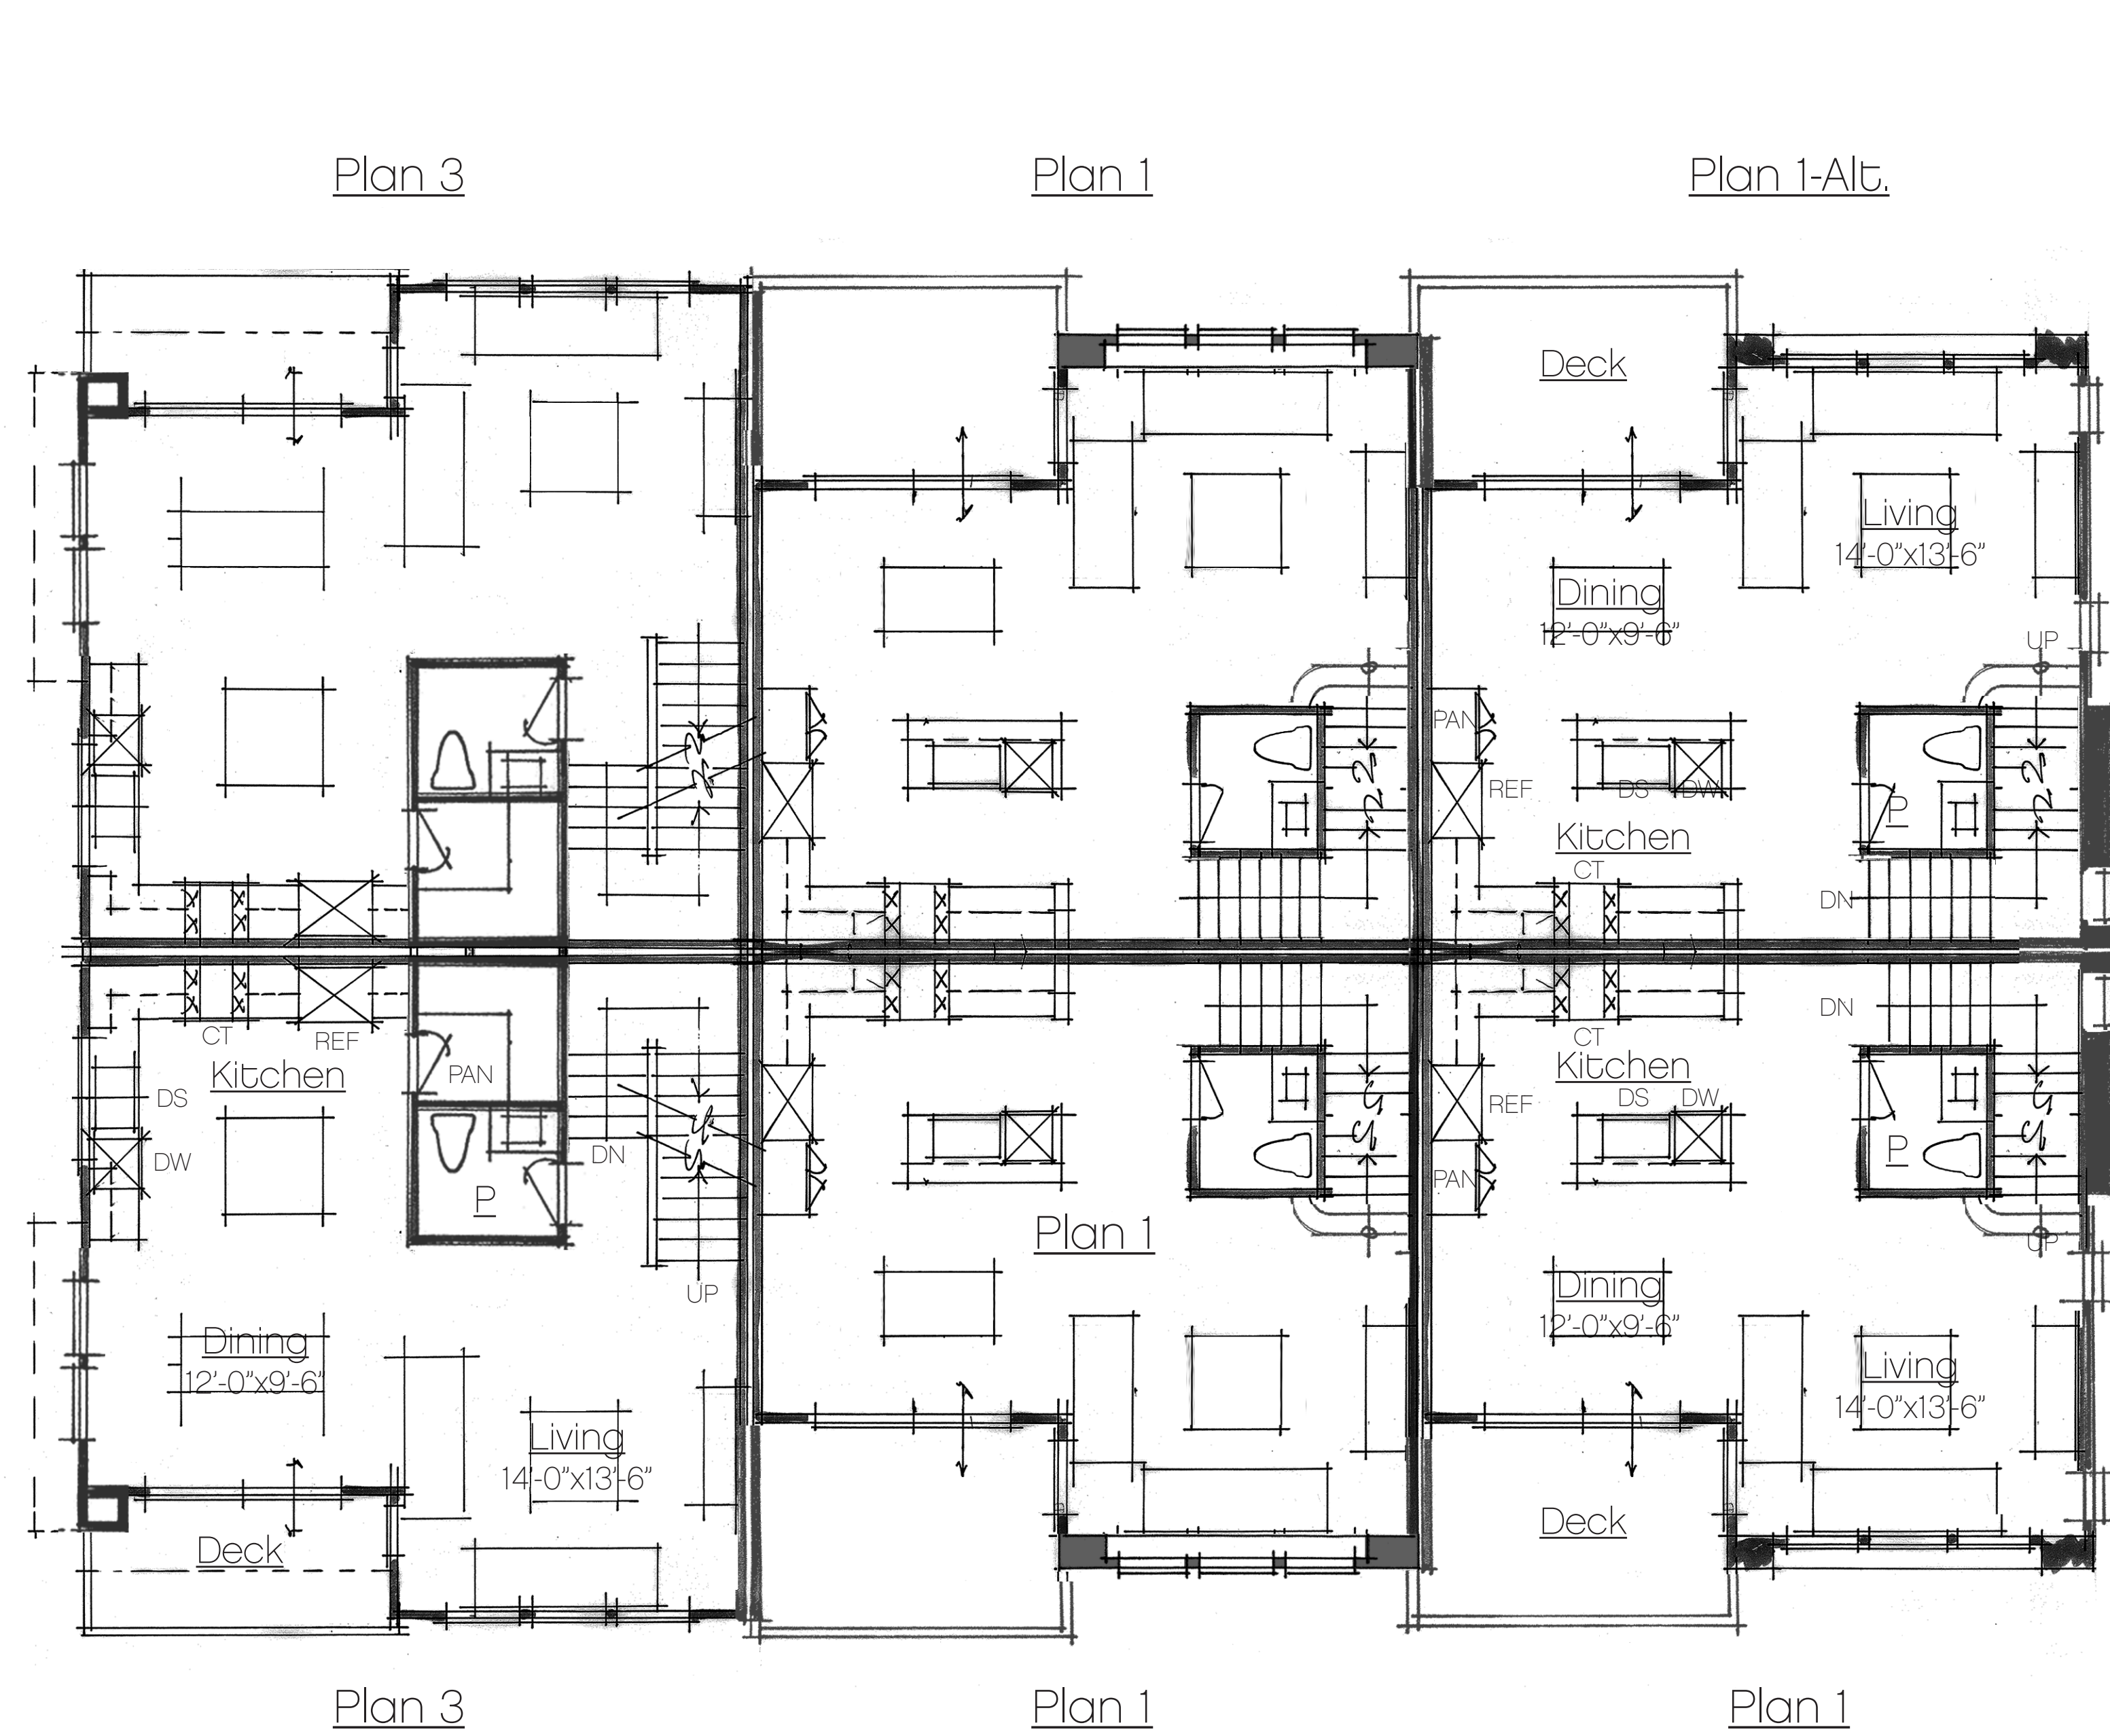 Plan 3
Plan 1
Plan 1-Alt.
Deck
Living
14'-0"x13'-6"
Dining
12'-0"x9'-6"
UP
PAN
REF
DS
DW
P
Kitchen
CT
DN
22
22
DN
CT
REF
CT
Kitchen
PAN
Kitchen
DS
DS
DW
REF
DW
DN
P
PAN
P
Plan 1
UP
UP
Dining
12'-0"x9'-6"
Dining
12'-0"x9'-6"
Living
14'-0"x13'-6"
Living
14'-0"x13'-6"
Deck
Deck
Plan 3
Plan 1
Plan 1